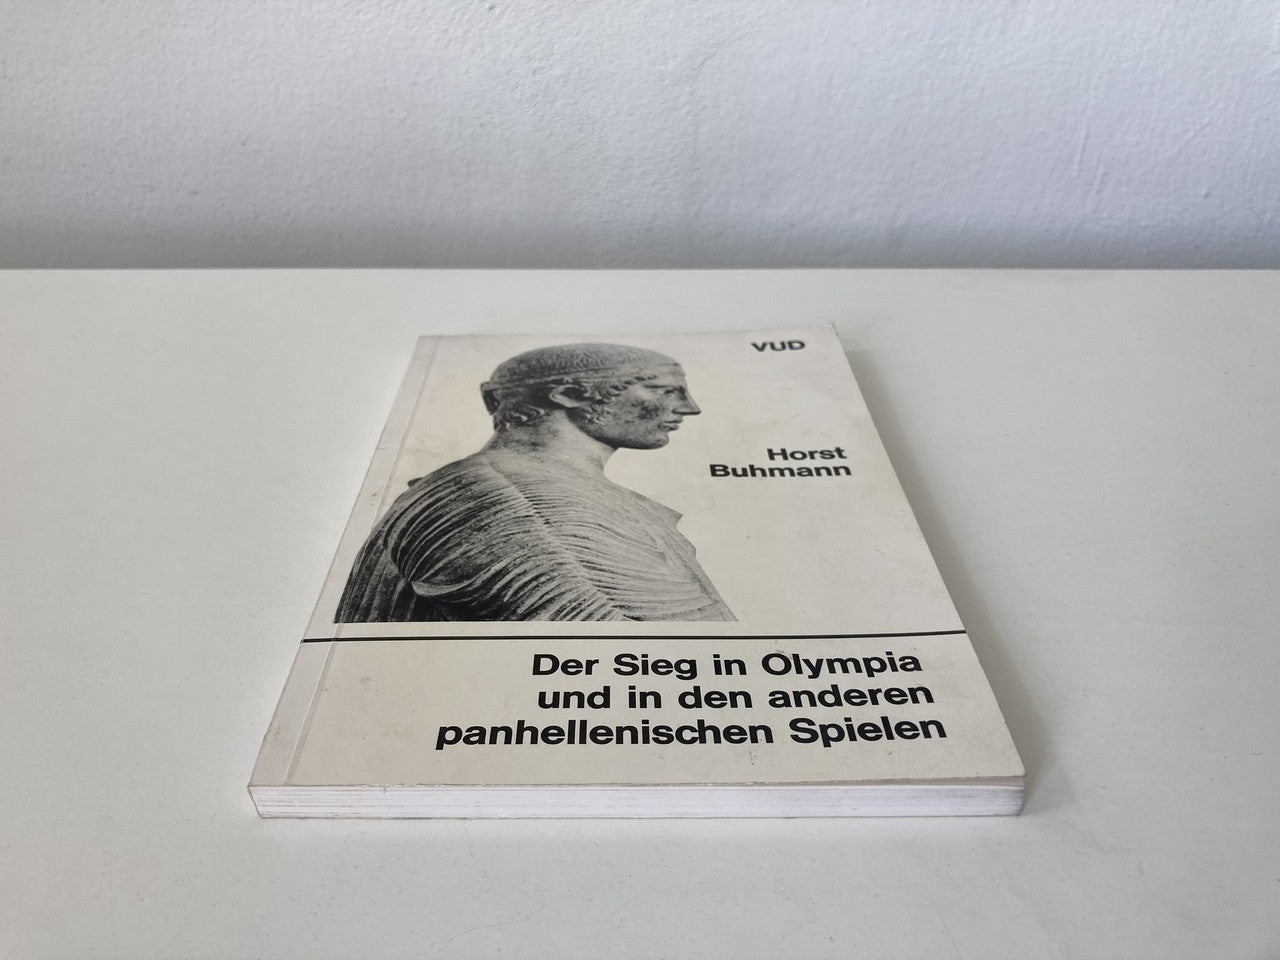 VUD
Horst
Buhmann
Der Sieg in Olympia
und in den anderen
panhellenischen Spielen